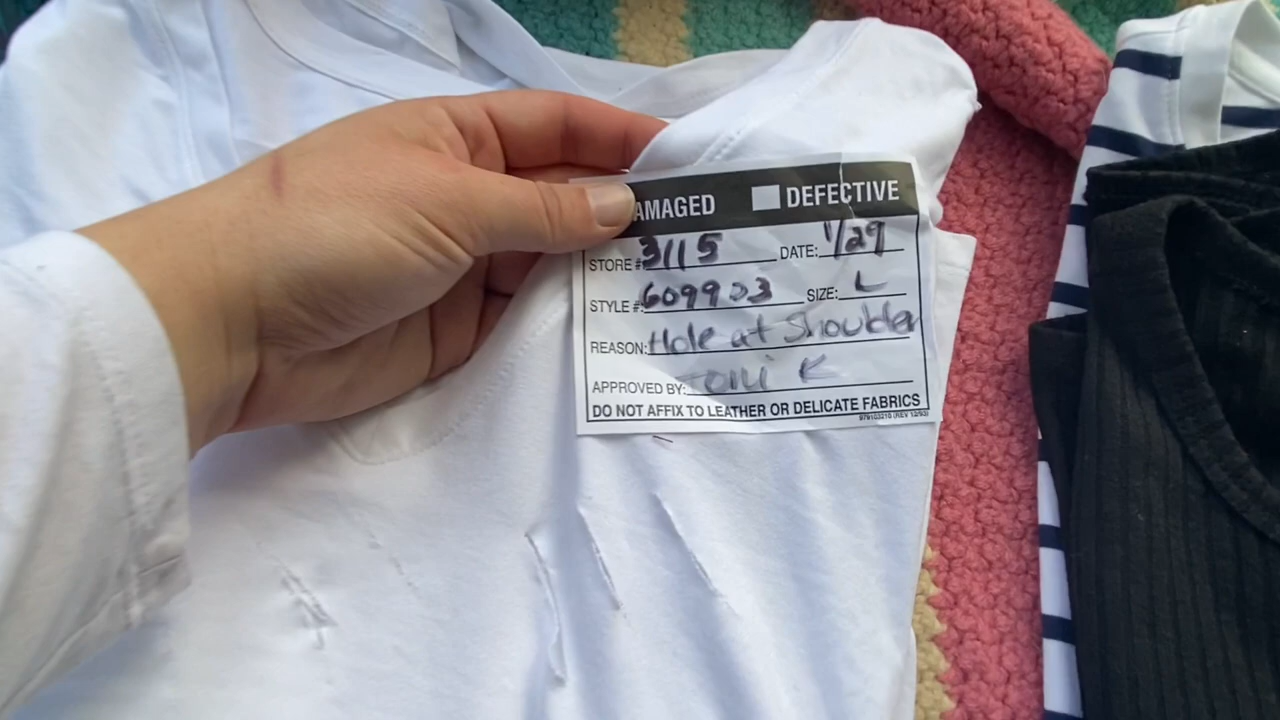 AMAGED DEFECTIVE
STORE # 3115 DATE: 1/29
STYLE #: 609903 SIZE: L
REASON: Hole at Shoulder
APPROVED BY: K
DO NOT AFFIX TO LEATHER OR DELICATE FABRICS